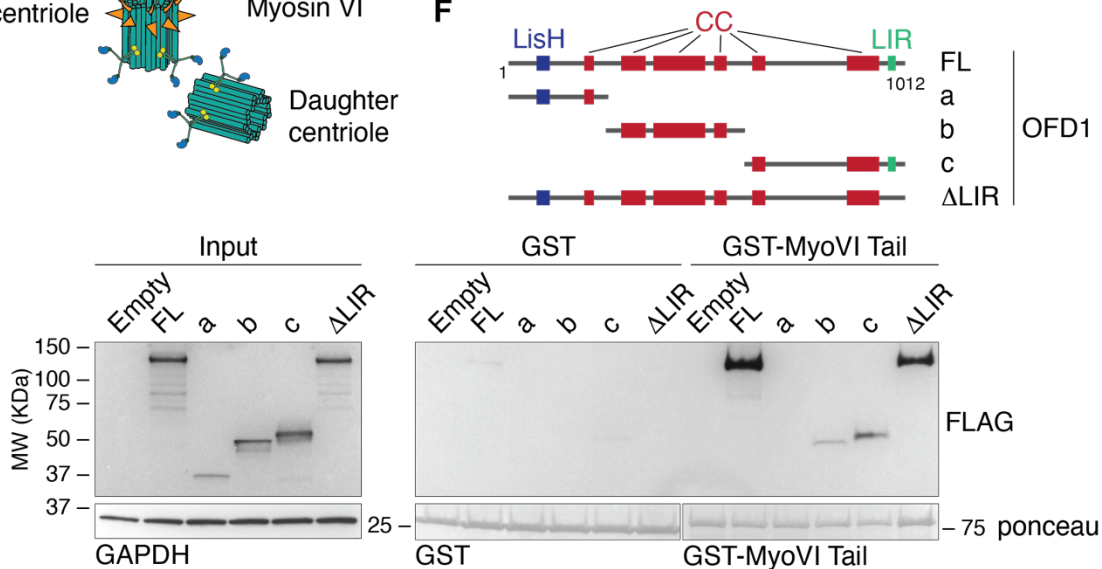 centriole
Myosin VI
Daughter
centriole
F
CC
LisH
LIR
1
FL
1012
a
b
c
ΔLIR
OFD1
Input
GST
GST-MyoVI Tail
Empty FL a b c ΔLIR
Empty FL a b c ΔLIR
Empty FL a b c ΔLIR
MW (KDa)
150
100
75
50
37
FLAG
37
25
75 ponceau
GAPDH
GST
GST-MyoVI Tail